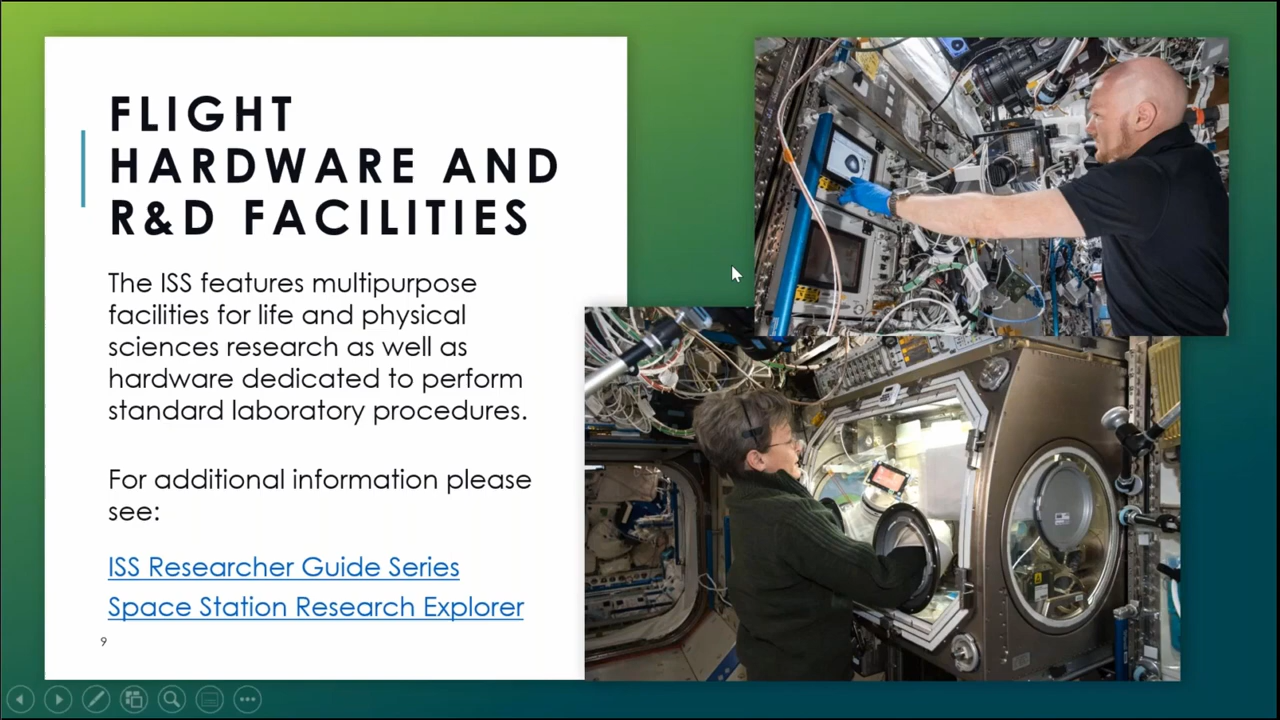 FLIGHT
HARDWARE AND
R&D FACILITIES
The ISS features multipurpose
facilities for life and physical
sciences research as well as
hardware dedicated to perform
standard laboratory procedures.
For additional information please
see:
ISS Researcher Guide Series
Space Station Research Explorer
9